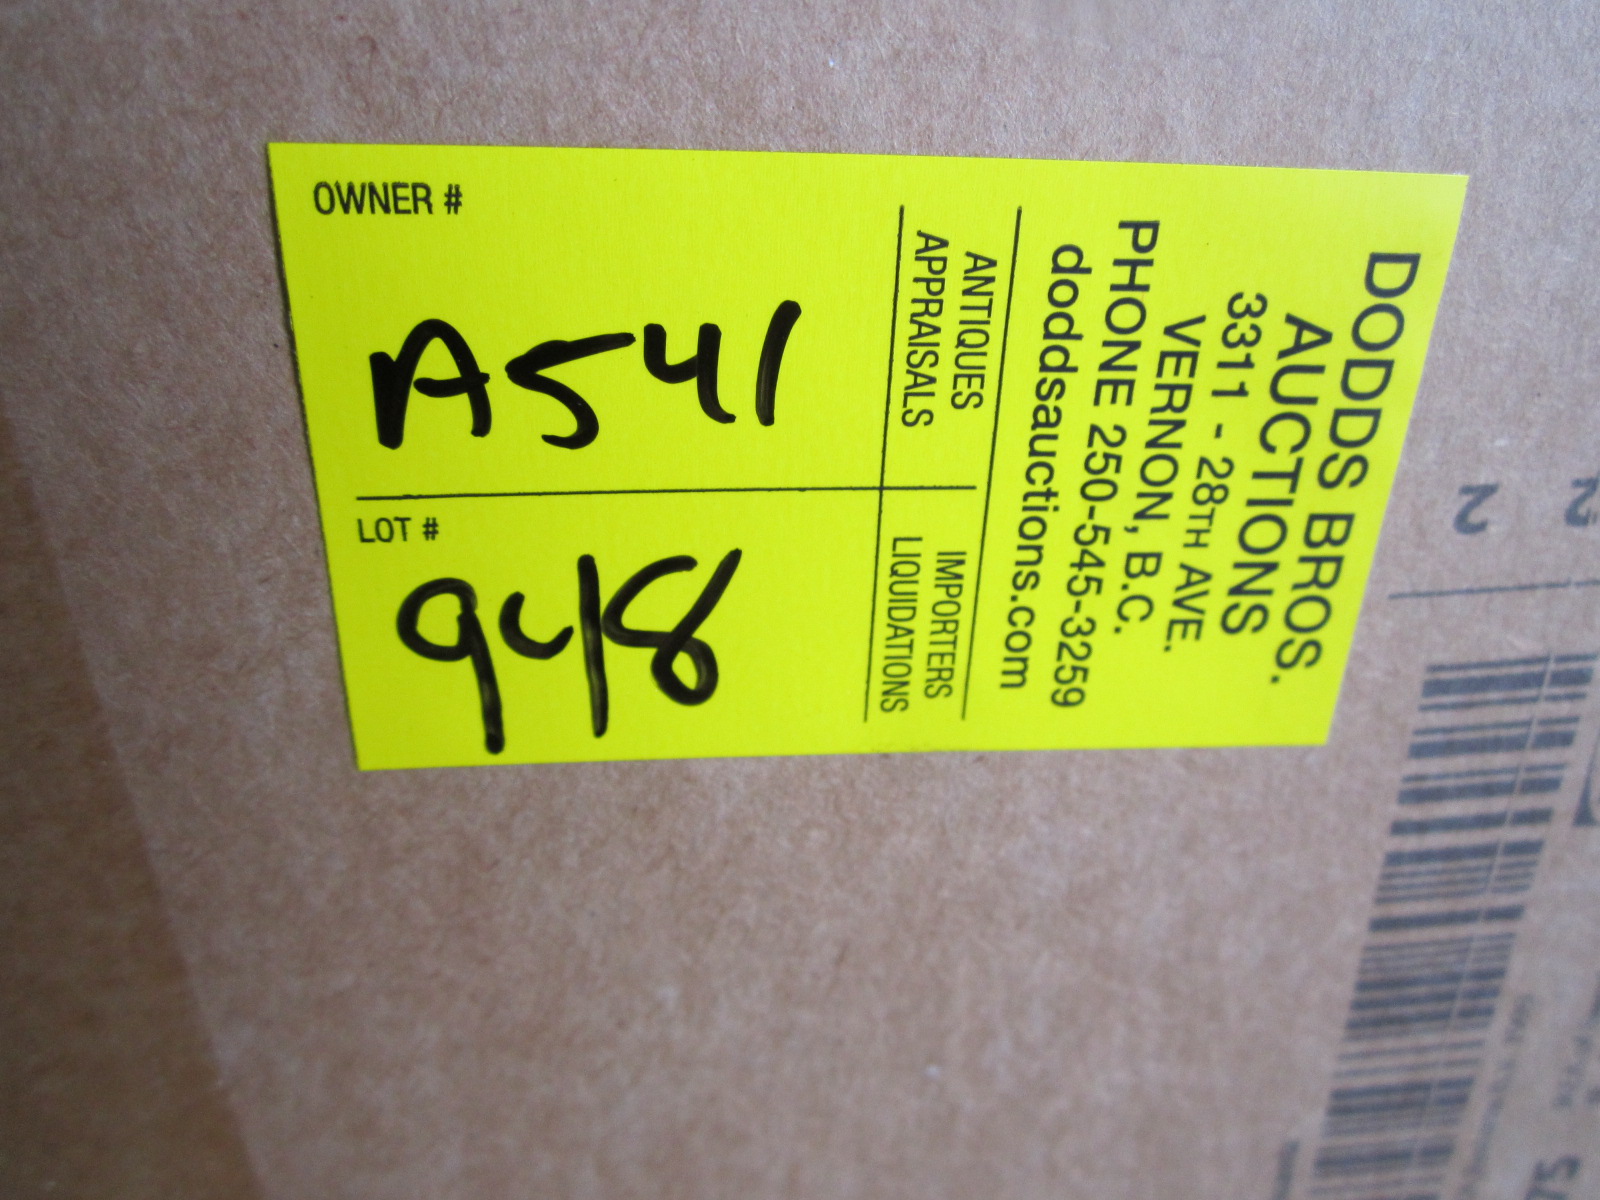 DODDS BROS.
AUCTIONS
3311 - 28TH AVE.
VERNON, B.C.
PHONE 250-545-3259
doddsauctions.com
ANTIQUES
APPRAISALS
IMPORTERS
LIQUIDATIONS
OWNER #
A541
LOT #
948
2